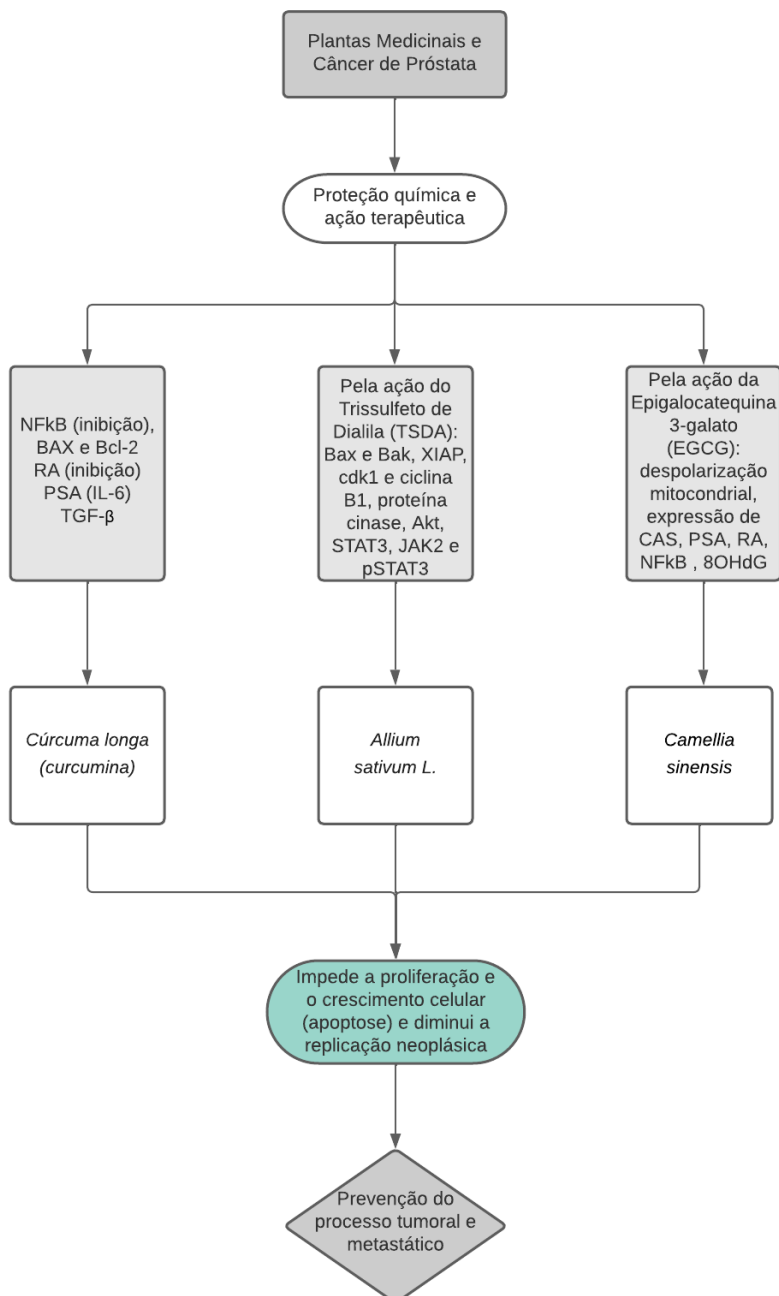 Plantas Medicinais e
Câncer de Próstata
Proteção química e
ação terapêutica
NFkB (inibição),
BAX e Bcl-2
RA (inibição)
PSA (IL-6)
TGF-β
Pela ação do
Trissulfeto de
Dialila (TSDA):
Bax e Bak, XIAP,
cdk1 e ciclina
B1, proteína
cinase, Akt,
STAT3, JAK2 e
pSTAT3
Pela ação da
Epigalocatequina
3-galato
(EGCG):
despolarização
mitocondrial,
expressão de
CAS, PSA, RA,
NFkB , 8OHdG
Cúrcuma longa
(curcumina)
Allium
sativum L.
Camellia
sinensis
Impede a proliferação e
o crescimento celular
(apoptose) e diminui a
replicação neoplásica
Prevenção do
processo tumoral e
metastático